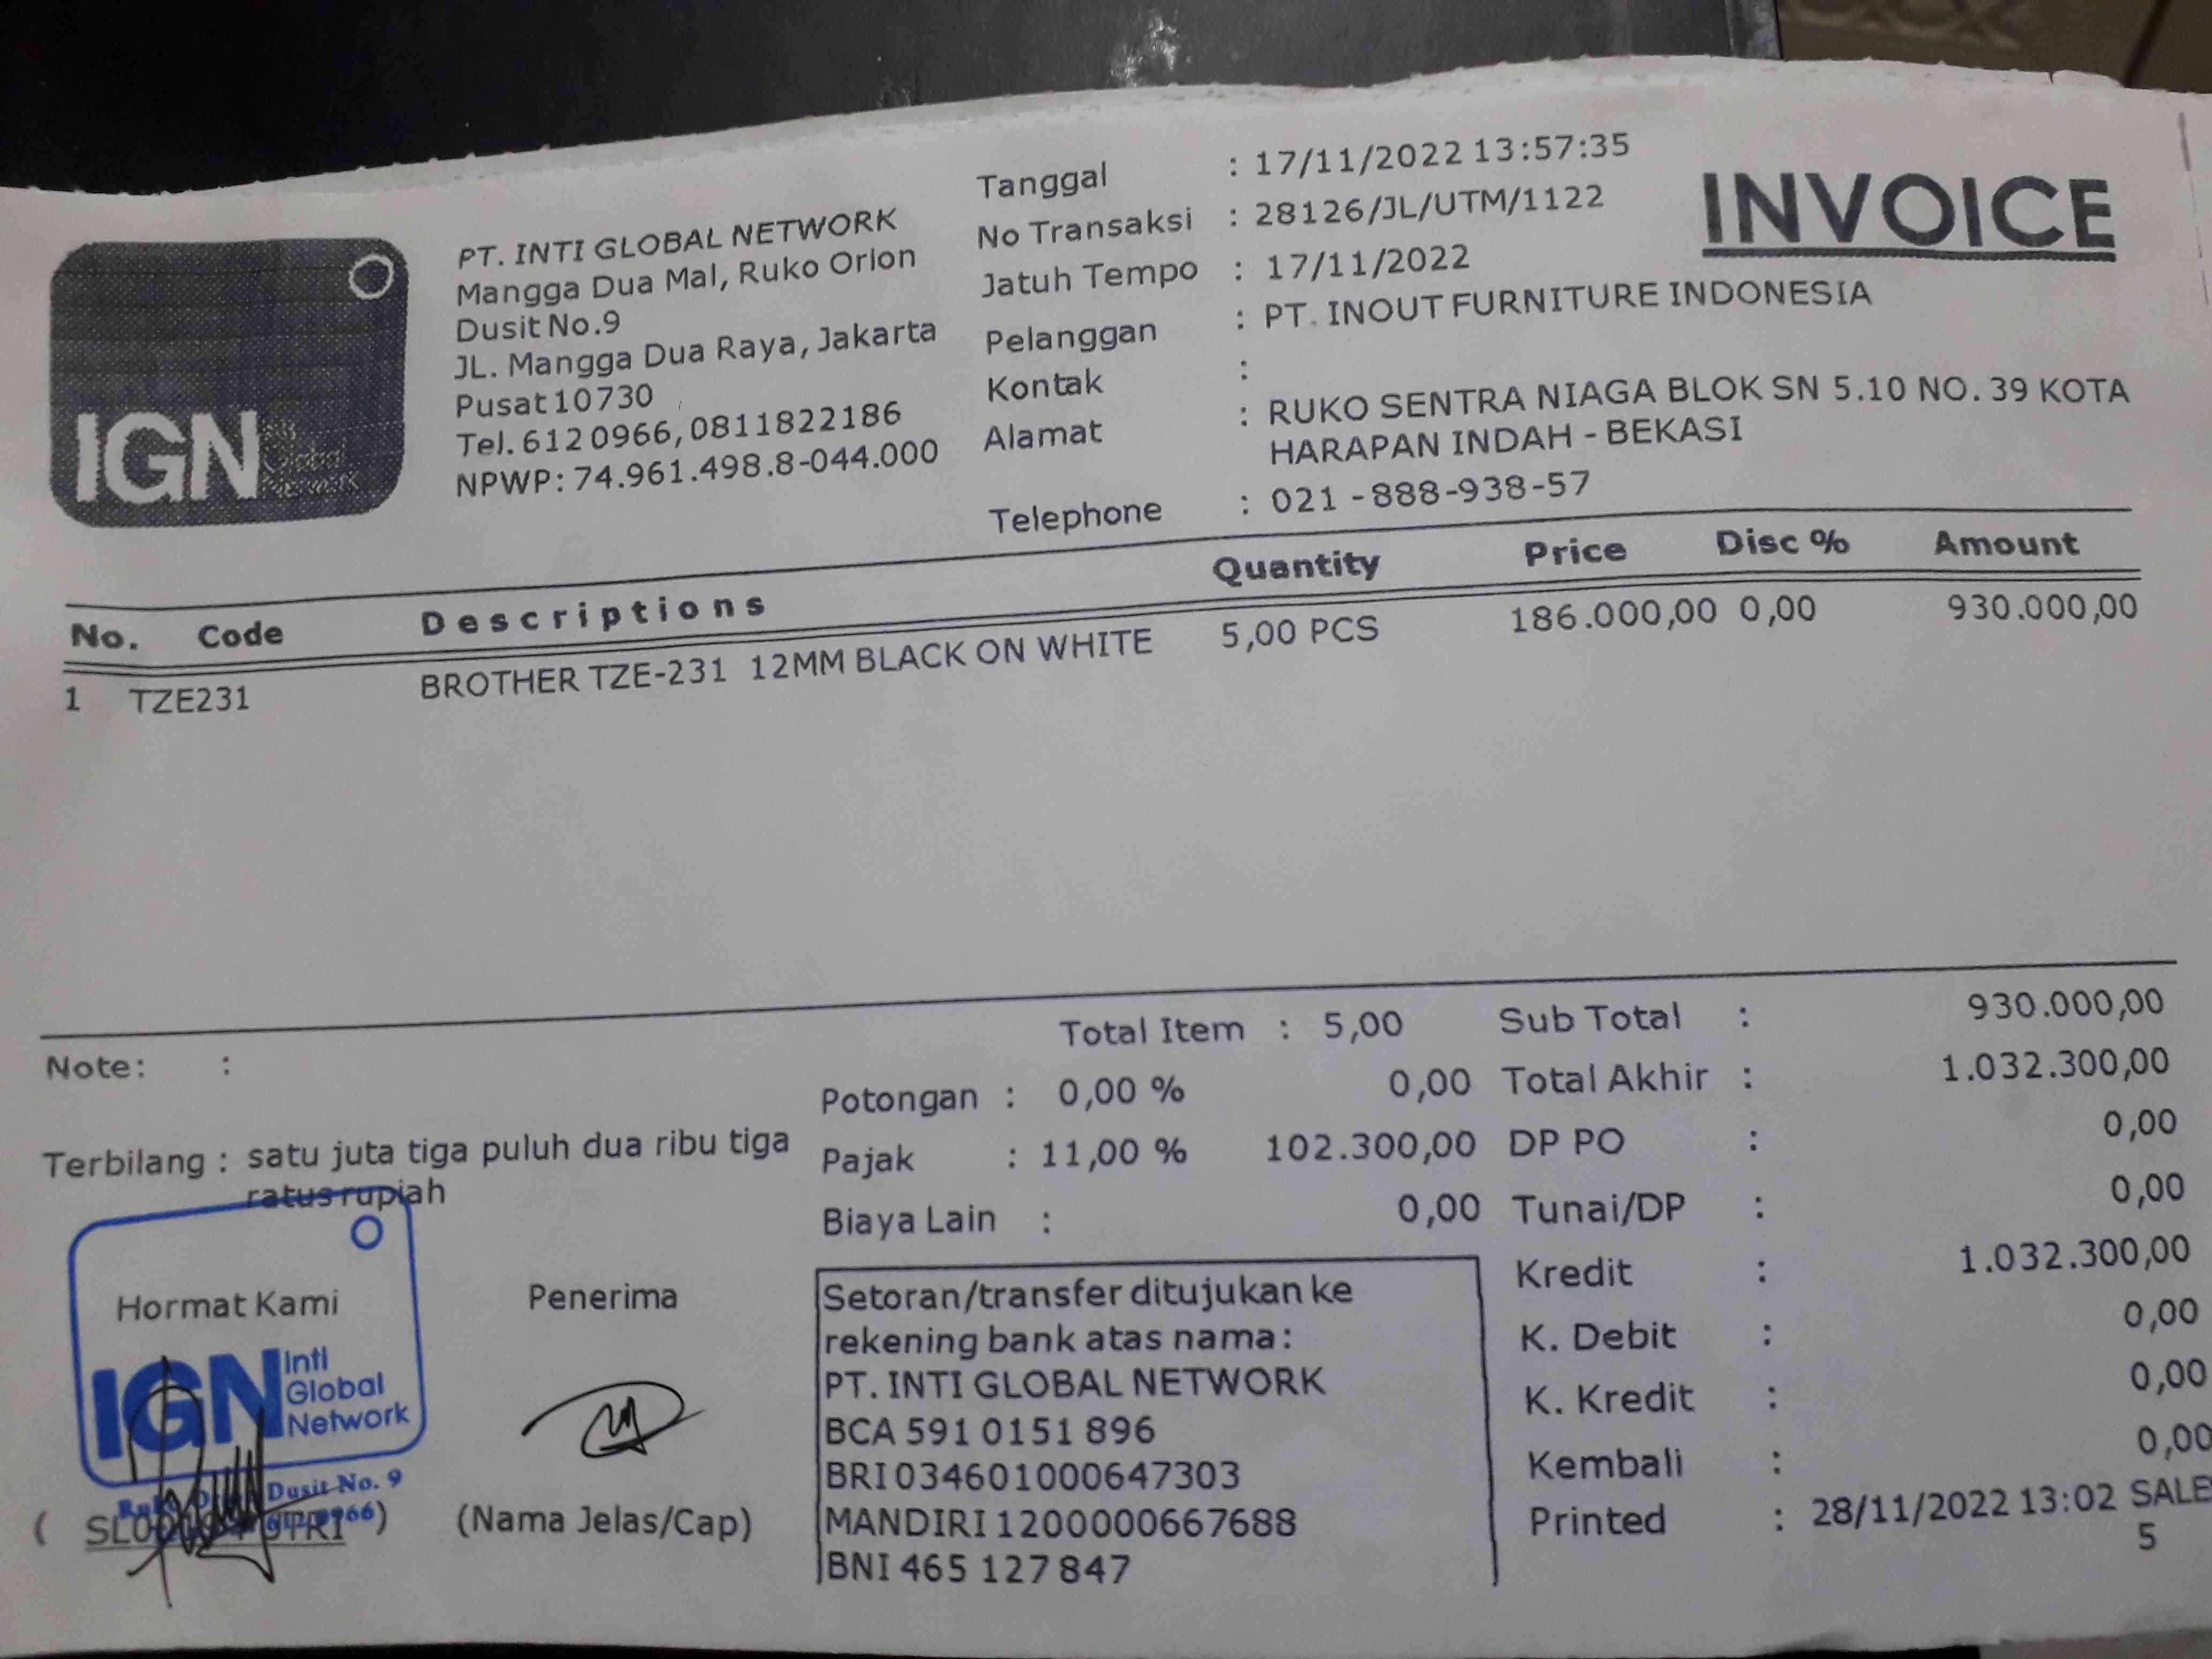 IGN
Inti
Global
Network
PT. INTI GLOBAL NETWORK
Mangga Dua Mal, Ruko Orion
Dusit No.9
JL. Mangga Dua Raya, Jakarta
Pusat 10730
Tel. 612 0966, 0811822186
NPWP: 74.961.498.8-044.000
Tanggal : 17/11/2022 13:57:35
No Transaksi : 28126/JL/UTM/1122
Jatuh Tempo : 17/11/2022
Pelanggan : PT. INOUT FURNITURE INDONESIA
Kontak :
Alamat : RUKO SENTRA NIAGA BLOK SN 5.10 NO. 39 KOTA
HARAPAN INDAH - BEKASI
Telephone : 021 - 888-938-57
INVOICE
No. Code Descriptions Quantity Price Disc % Amount
1 TZE231 BROTHER TZE-231 12MM BLACK ON WHITE 5,00 PCS 186.000,00 0,00 930.000,00
Note: :
Terbilang : satu juta tiga puluh dua ribu tiga
ratus rupiah
Total Item : 5,00
Potongan : 0,00 % 0,00
Pajak : 11,00 % 102.300,00
Biaya Lain : 0,00
Sub Total : 930.000,00
Total Akhir : 1.032.300,00
DP PO : 0,00
Tunai/DP : 0,00
Kredit : 1.032.300,00
K. Debit : 0,00
K. Kredit : 0,00
Kembali : 0,00
Printed : 28/11/2022 13:02 SALE
5
Hormat Kami
IGN
Inti
Global
Network
Dusit No. 9
Penerima
(Nama Jelas/Cap)
Setoran/transfer ditujukan ke
rekening bank atas nama:
PT. INTI GLOBAL NETWORK
BCA 591 0151 896
BRI 034601000647303
MANDIRI 1200000667688
BNI 465 127 847